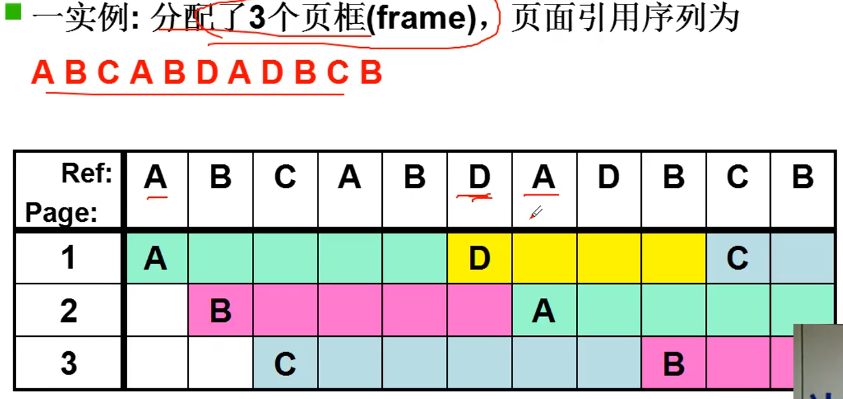 一实例: 分配了3个页框(frame)，页面引用序列为
A B C A B D A D B C B
Ref: A B C A B D A D B C B
Page:
1 A D C
2 B A
3 C B